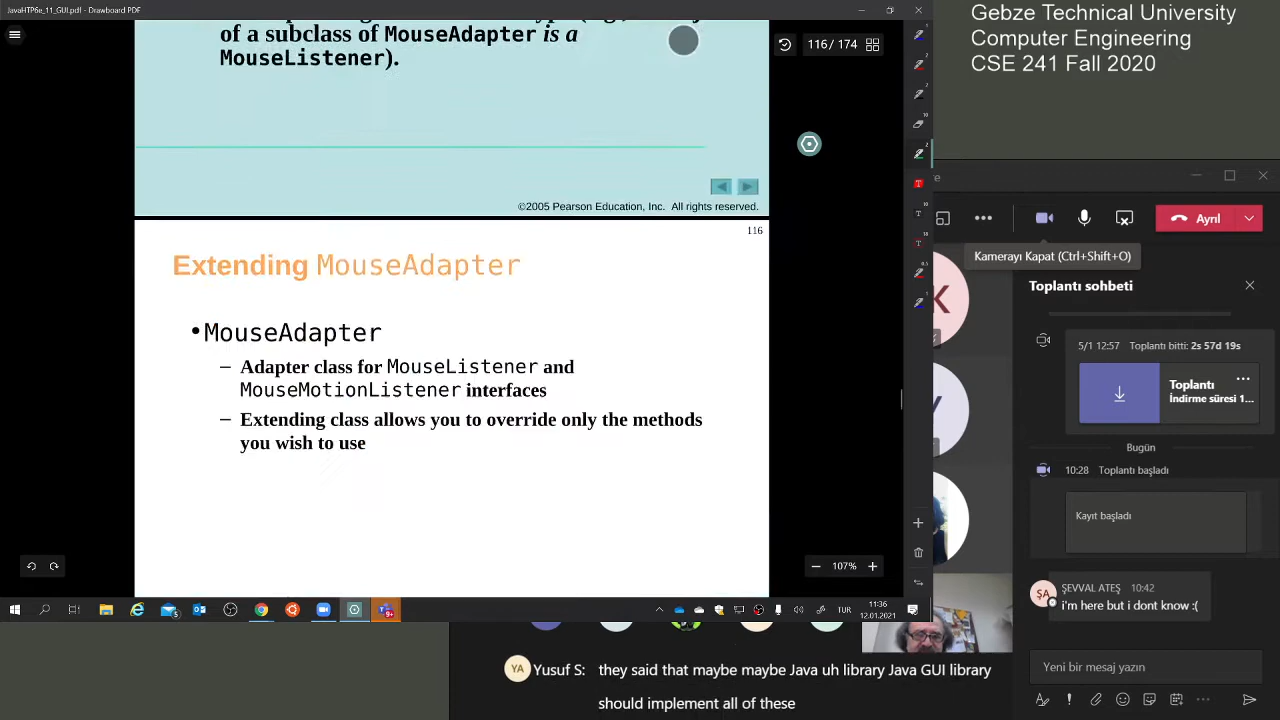 JavaHTP6e_11_GUI.pdf - Drawboard PDF
of a subclass of MouseAdapter is a
MouseListener).
116 / 174
©2005 Pearson Education, Inc. All rights reserved.
116
Extending MouseAdapter
•MouseAdapter
– Adapter class for MouseListener and
MouseMotionListener interfaces
– Extending class allows you to override only the methods
you wish to use
107%
TUR
11:36
12.01.2021
Gebze Technical University
Computer Engineering
CSE 241 Fall 2020
Ayrıl
Kamerayı Kapat (Ctrl+Shift+O)
Toplantı sohbeti
5/1 12:57 Toplantı bitti: 2s 57d 19s
Toplantı
İndirme süresi 1...
Bugün
10:28 Toplantı başladı
Kayıt başladı
ŞA
ŞEVVAL ATEŞ 10:42
i'm here but i dont know :(
Yeni bir mesaj yazın
YA Yusuf S: they said that maybe maybe Java uh library Java GUI library
should implement all of these